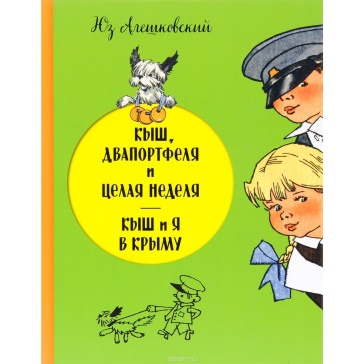 Юз Алешковский
КЫШ,
ДВАПОРТФЕЛЯ
И
ЦЕЛАЯ НЕДЕЛЯ
КЫШ И Я
В КРЫМУ